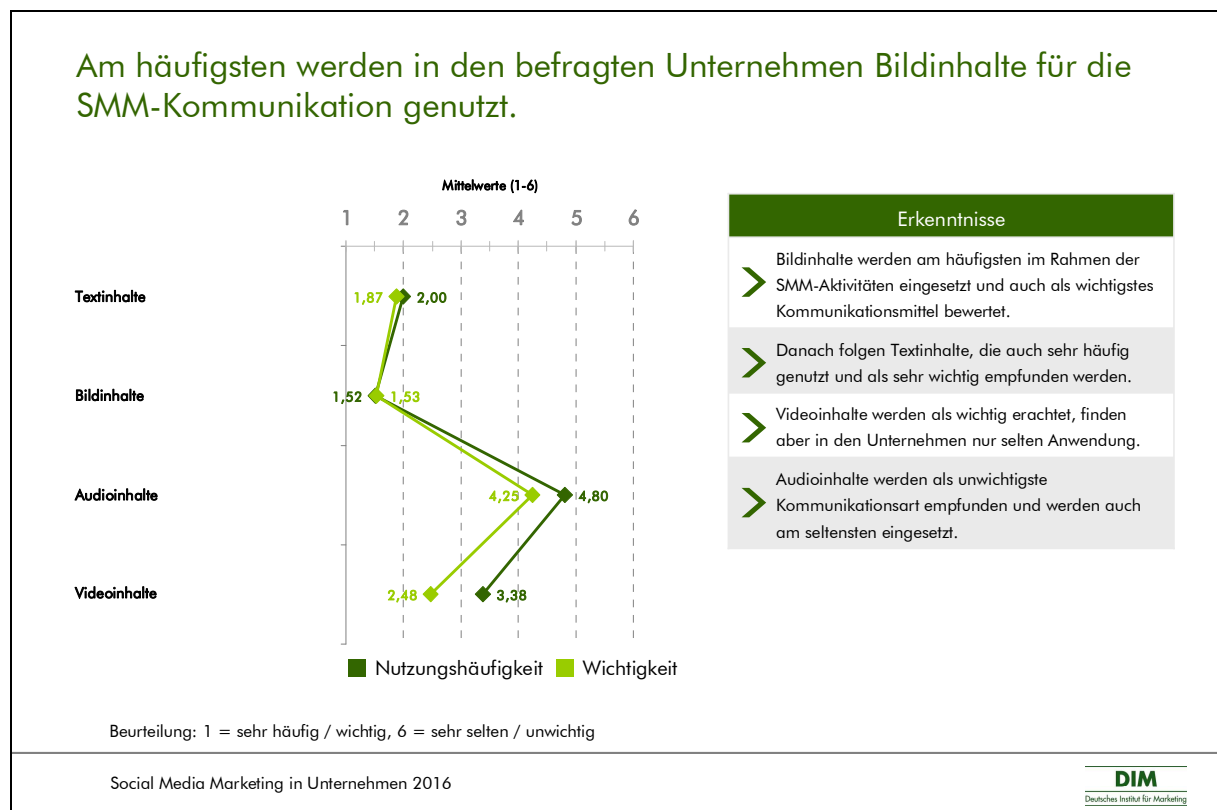 Am häufigsten werden in den befragten Unternehmen Bildinhalte für die
SMM-Kommunikation genutzt.
Mittelwerte (1-6)
1 2 3 4 5 6
Textinhalte
1,87 2,00
Bildinhalte
1,52 1,53
Audioinhalte
4,25 4,80
Videoinhalte
2,48 3,38
Nutzungshäufigkeit Wichtigkeit
Erkenntnisse
Bildinhalte werden am häufigsten im Rahmen der
SMM-Aktivitäten eingesetzt und auch als wichtigstes
Kommunikationsmittel bewertet.
Danach folgen Textinhalte, die auch sehr häufig
genutzt und als sehr wichtig empfunden werden.
Videoinhalte werden als wichtig erachtet, finden
aber in den Unternehmen nur selten Anwendung.
Audioinhalte werden als unwichtigste
Kommunikationsart empfunden und werden auch
am seltensten eingesetzt.
Beurteilung: 1 = sehr häufig / wichtig, 6 = sehr selten / unwichtig
Social Media Marketing in Unternehmen 2016
DIM
Deutsches Institut für Marketing